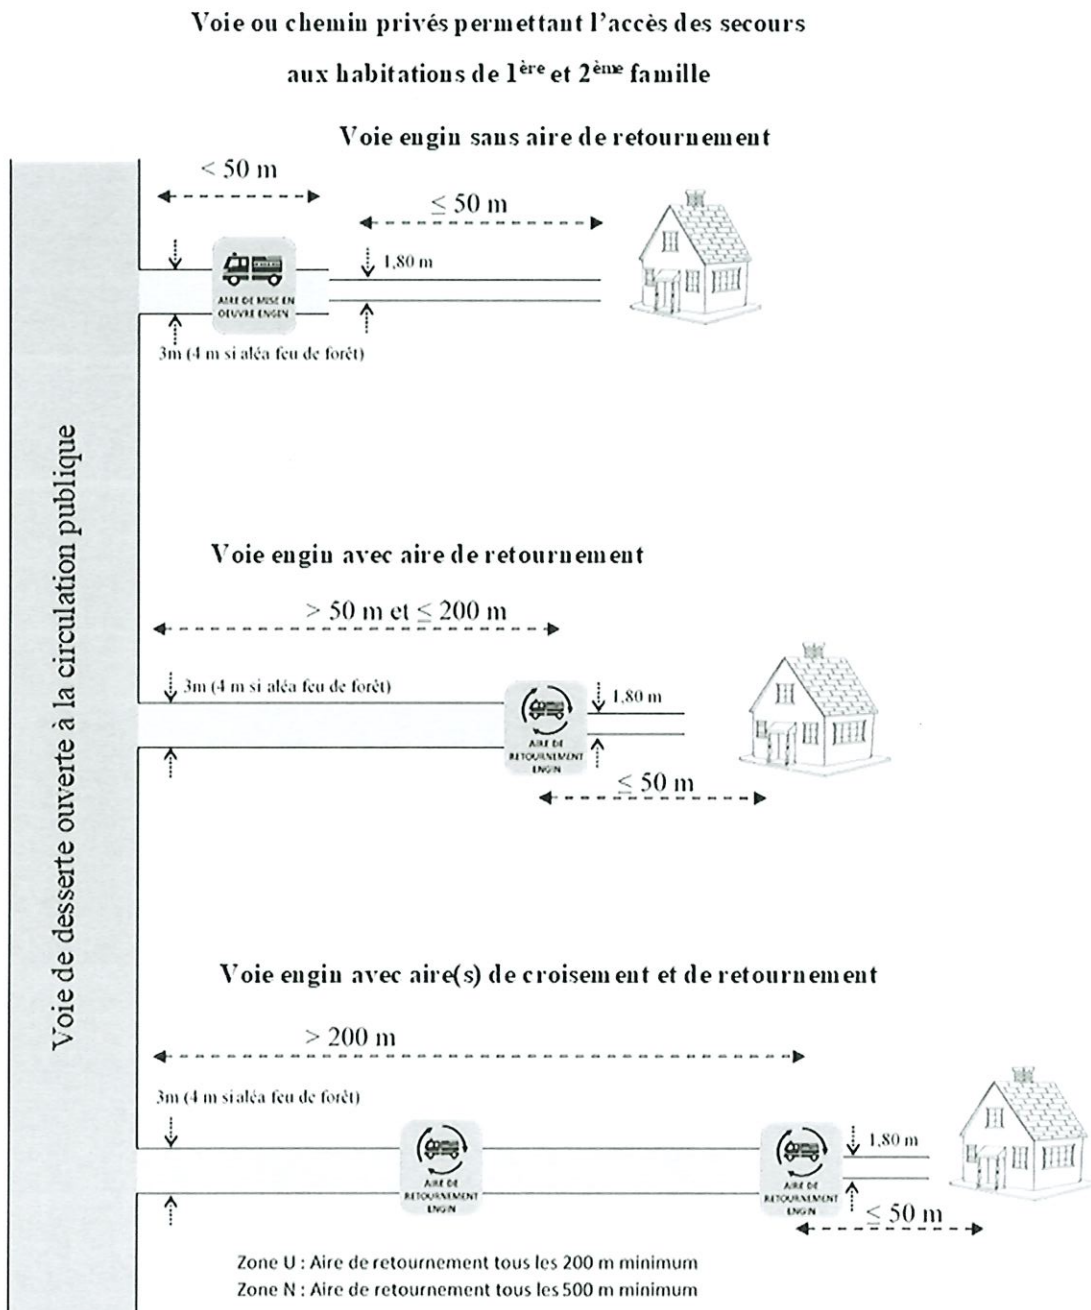 Voie ou chemin privés permettant l'accès des secours
aux habitations de 1ère et 2ème famille
Voie engin sans aire de retournement
< 50 m
≤ 50 m
1,80 m
AIRE DE MISE EN
OEUVRE ENGIN
3m (4 m si aléa feu de forêt)
Voie de desserte ouverte à la circulation publique
Voie engin avec aire de retournement
> 50 m et ≤ 200 m
3m (4 m si aléa feu de forêt)
1,80 m
AIRE DE
RETOURNEMENT
ENGIN
≤ 50 m
Voie engin avec aire(s) de croisement et de retournement
> 200 m
3m (4 m si aléa feu de forêt)
1,80 m
AIRE DE
RETOURNEMENT
ENGIN
AIRE DE
RETOURNEMENT
ENGIN
≤ 50 m
Zone U : Aire de retournement tous les 200 m minimum
Zone N : Aire de retournement tous les 500 m minimum